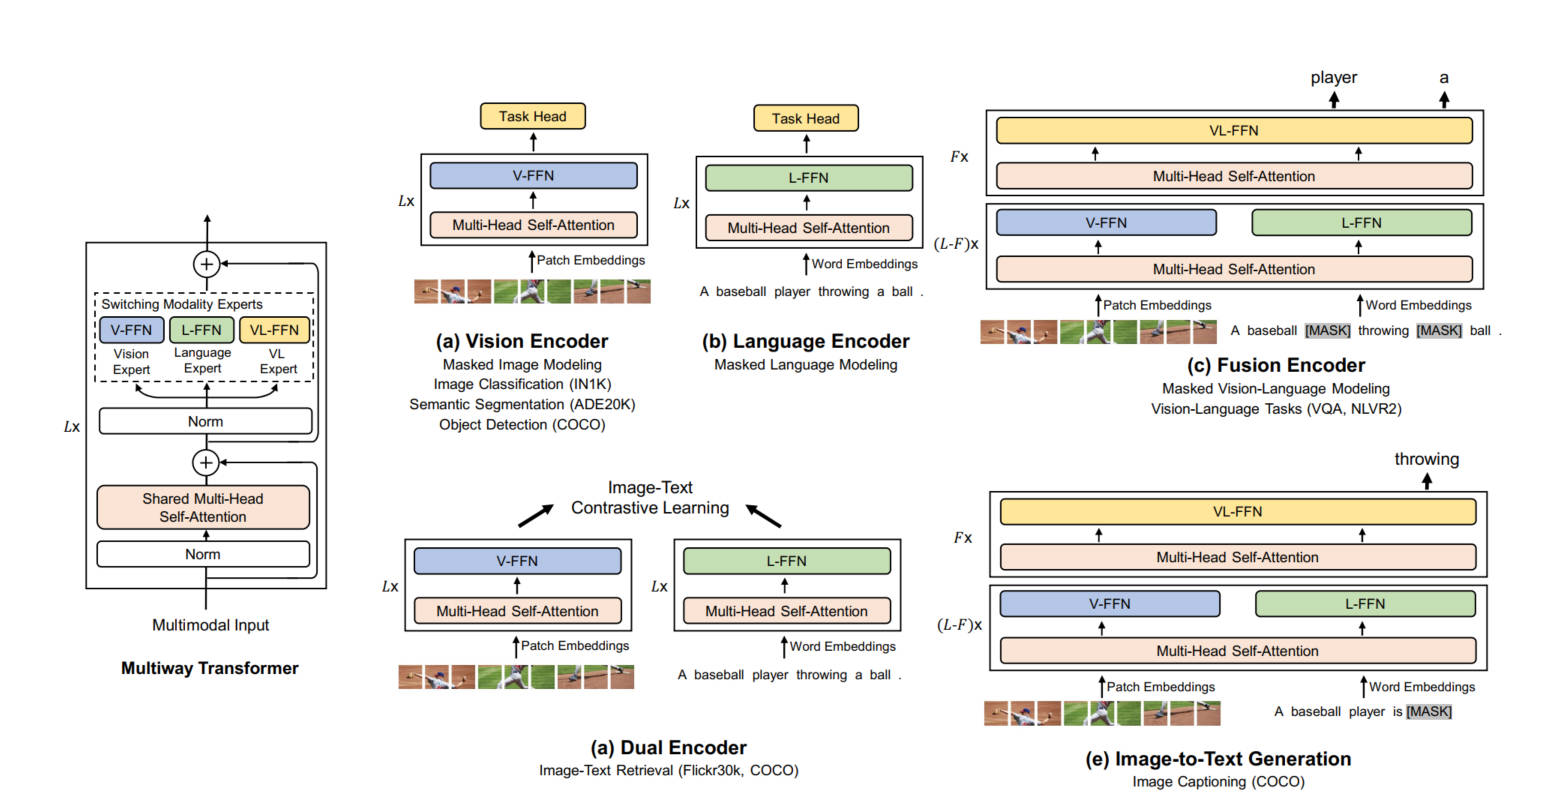 Switching Modality Experts
V-FFN
L-FFN
VL-FFN
Vision
Expert
Language
Expert
VL
Expert
Norm
Lx
Shared Multi-Head
Self-Attention
Norm
Multimodal Input
Multiway Transformer
Task Head
V-FFN
Lx
Multi-Head Self-Attention
Patch Embeddings
(a) Vision Encoder
Masked Image Modeling
Image Classification (IN1K)
Semantic Segmentation (ADE20K)
Object Detection (COCO)
Task Head
L-FFN
Lx
Multi-Head Self-Attention
Word Embeddings
A baseball player throwing a ball .
(b) Language Encoder
Masked Language Modeling
player a
VL-FFN
Fx
Multi-Head Self-Attention
V-FFN
L-FFN
(L-F)x
Multi-Head Self-Attention
Patch Embeddings
Word Embeddings
A baseball [MASK] throwing [MASK] ball .
(c) Fusion Encoder
Masked Vision-Language Modeling
Vision-Language Tasks (VQA, NLVR2)
Image-Text
Contrastive Learning
V-FFN
Lx
Multi-Head Self-Attention
Patch Embeddings
L-FFN
Lx
Multi-Head Self-Attention
Word Embeddings
A baseball player throwing a ball .
(a) Dual Encoder
Image-Text Retrieval (Flickr30k, COCO)
throwing
VL-FFN
Fx
Multi-Head Self-Attention
V-FFN
L-FFN
(L-F)x
Multi-Head Self-Attention
Patch Embeddings
Word Embeddings
A baseball player is [MASK]
(e) Image-to-Text Generation
Image Captioning (COCO)